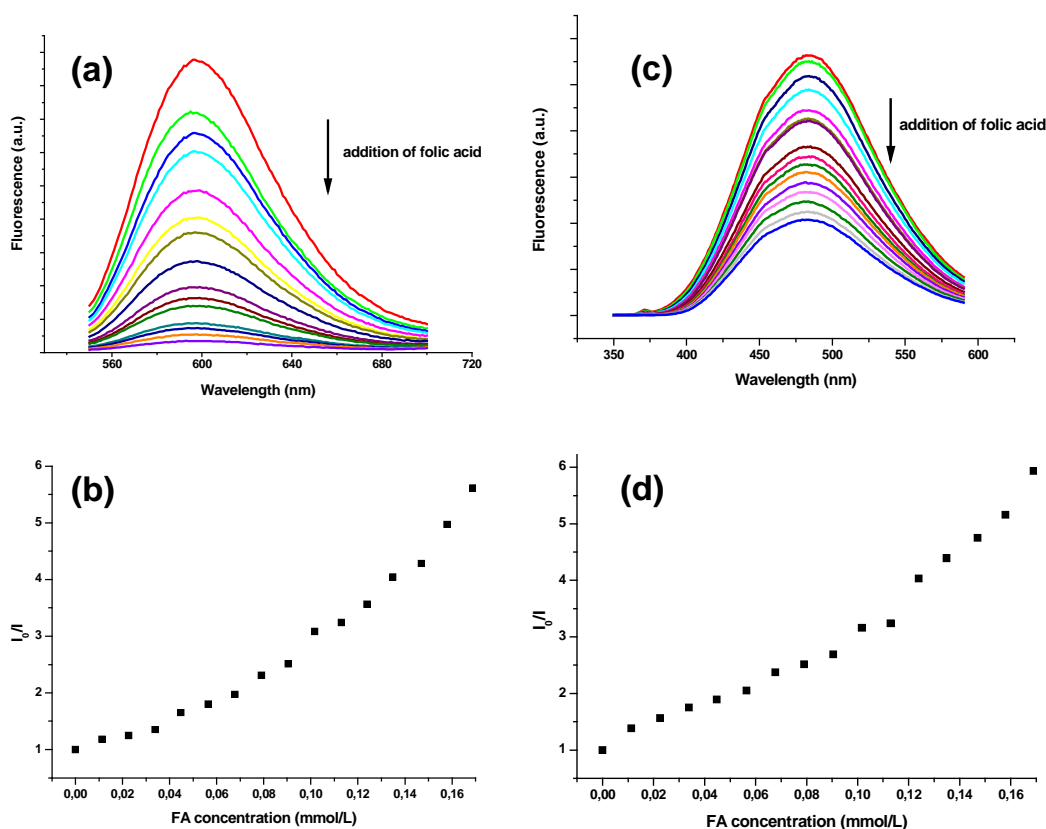 (a)
Fluorescence (a.u.)
addition of folic acid
560 600 640 680 720
Wavelength (nm)
(c)
Fluorescence (a.u.)
addition of folic acid
350 400 450 500 550 600
Wavelength (nm)
(b)
I₀/I
6
5
4
3
2
1
0,00 0,02 0,04 0,06 0,08 0,10 0,12 0,14 0,16
FA concentration (mmol/L)
(d)
I₀/I
6
5
4
3
2
1
0,00 0,02 0,04 0,06 0,08 0,10 0,12 0,14 0,16
FA concentration (mmol/L)